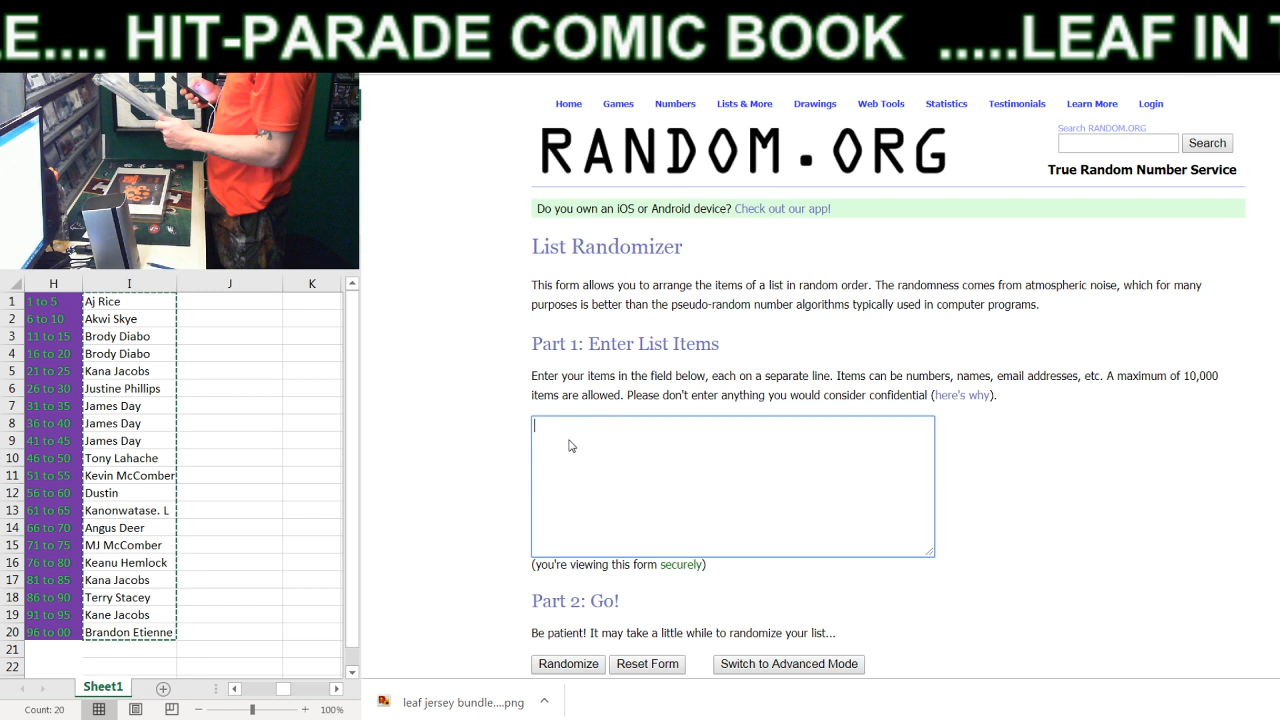 E.... HIT-PARADE COMIC BOOK .....LEAF IN
Home Games Numbers Lists & More Drawings Web Tools Statistics Testimonials Learn More Login
RANDOM.ORG
Search RANDOM.ORG
Search
True Random Number Service
Do you own an iOS or Android device? Check out our app!
List Randomizer
This form allows you to arrange the items of a list in random order. The randomness comes from atmospheric noise, which for many
purposes is better than the pseudo-random number algorithms typically used in computer programs.
Part 1: Enter List Items
Enter your items in the field below, each on a separate line. Items can be numbers, names, email addresses, etc. A maximum of 10,000
items are allowed. Please don't enter anything you would consider confidential (here's why).
(you're viewing this form securely)
Part 2: Go!
Be patient! It may take a little while to randomize your list...
Randomize Reset Form Switch to Advanced Mode
H I J K
1 1 to 5 Aj Rice
2 6 to 10 Akwi Skye
3 11 to 15 Brody Diabo
4 16 to 20 Brody Diabo
5 21 to 25 Kana Jacobs
6 26 to 30 Justine Phillips
7 31 to 35 James Day
8 36 to 40 James Day
9 41 to 45 James Day
10 46 to 50 Tony Lahache
11 51 to 55 Kevin McComber
12 56 to 60 Dustin
13 61 to 65 Kanonwatase. L
14 66 to 70 Angus Deer
15 71 to 75 MJ McComber
16 76 to 80 Keanu Hemlock
17 81 to 85 Kana Jacobs
18 86 to 90 Terry Stacey
19 91 to 95 Kane Jacobs
20 96 to 00 Brandon Etienne
21
22
Sheet1
Count: 20 100%
leaf jersey bundle....png